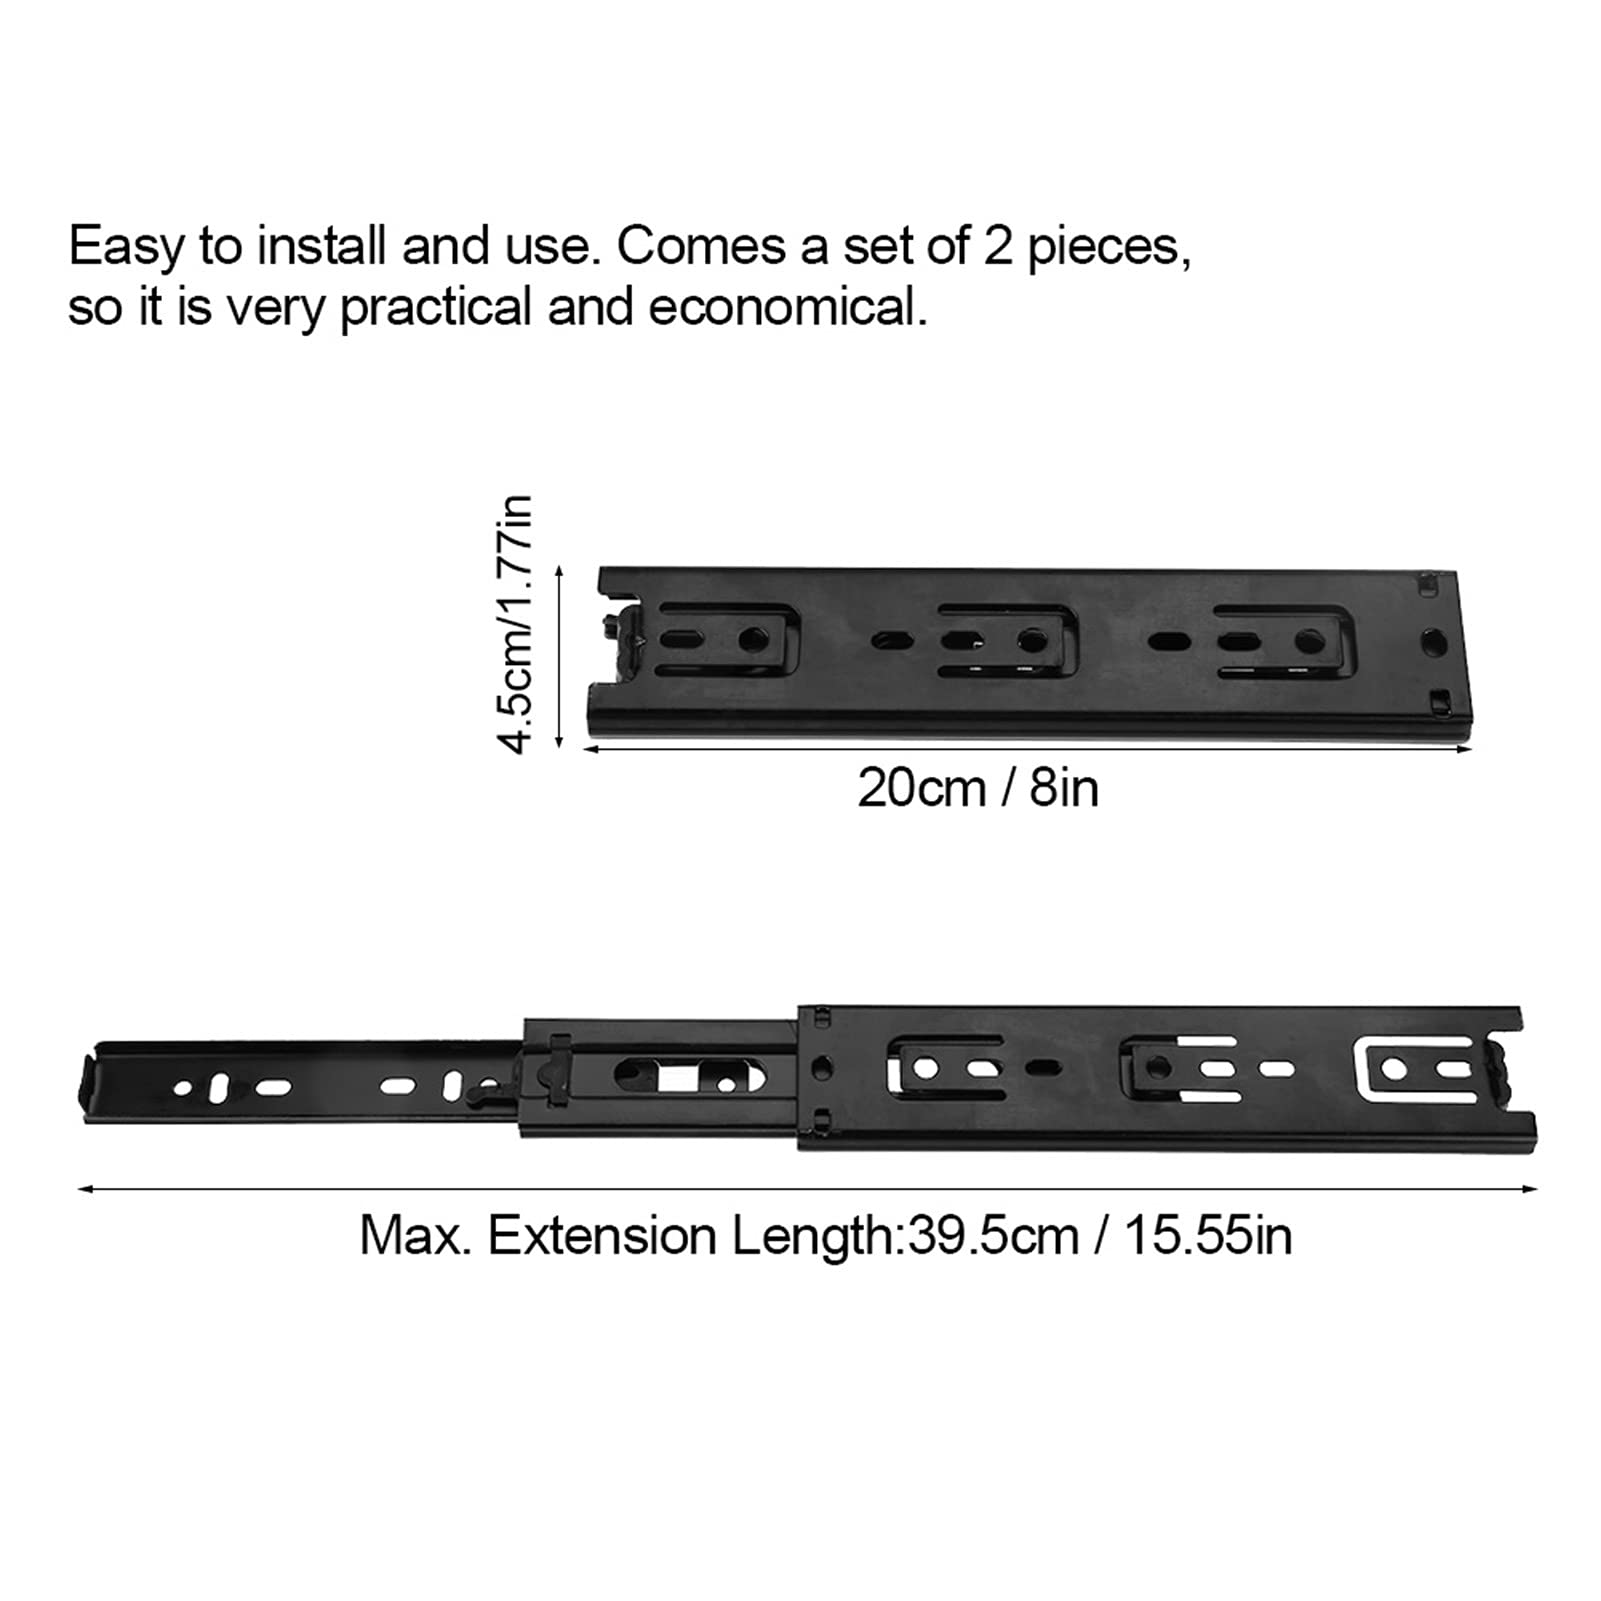 Easy to install and use. Comes a set of 2 pieces,
so it is very practical and economical.
4.5cm/1.77in
20cm / 8in
Max. Extension Length:39.5cm / 15.55in